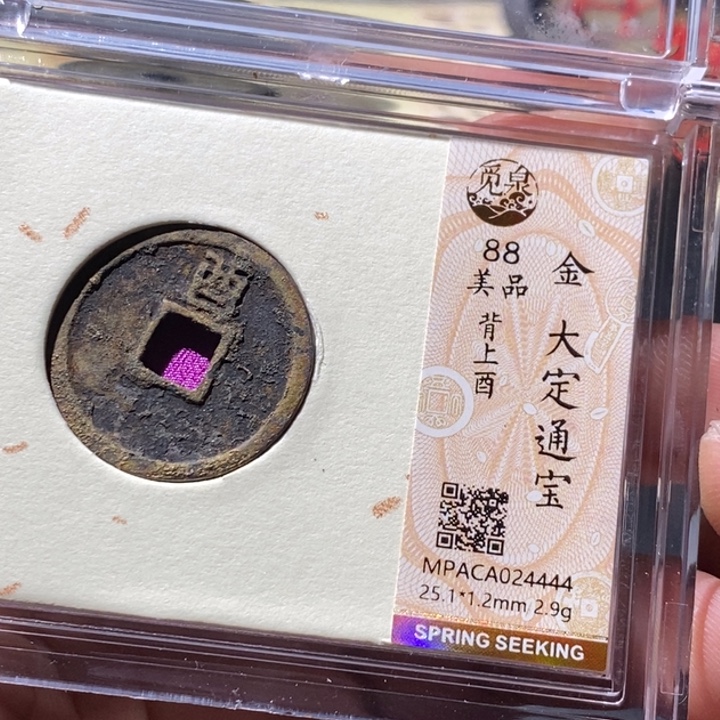 觅泉
88
美品
背上酉
金
大定通宝
MPACA024444
25.1*1.2mm 2.9g
SPRING SEEKING
酉